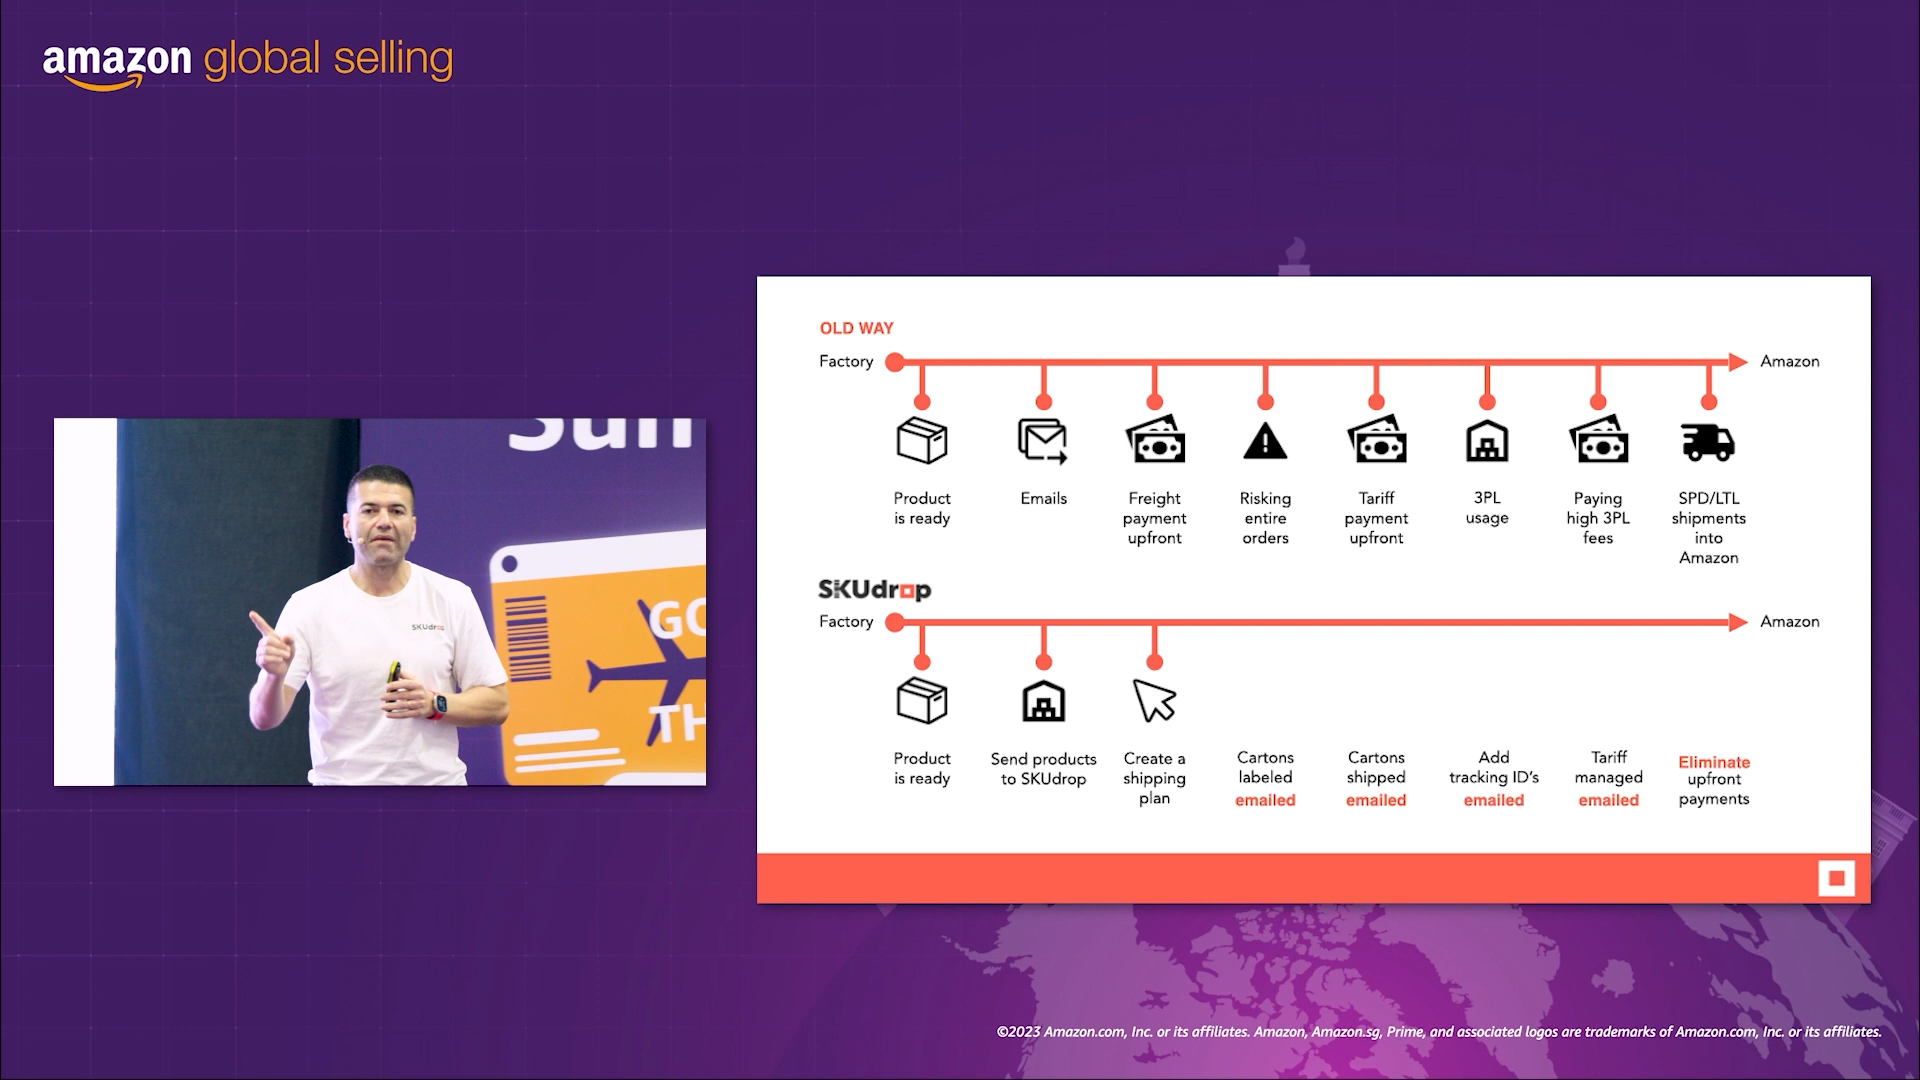 amazon global selling
Sum
GO
TH
SKUdrop
OLD WAY
Factory
Amazon
Product
is ready
Emails
Freight
payment
upfront
Risking
entire
orders
Tariff
payment
upfront
3PL
usage
Paying
high 3PL
fees
SPD/LTL
shipments
into
Amazon
SKUdrop
Factory
Amazon
Product
is ready
Send products
to SKUdrop
Create a
shipping
plan
Cartons
labeled
emailed
Cartons
shipped
emailed
Add
tracking ID’s
emailed
Tariff
managed
emailed
Eliminate
upfront
payments
©2023 Amazon.com, Inc. or its affiliates. Amazon, Amazon.sg, Prime, and associated logos are trademarks of Amazon.com, Inc. or its affiliates.